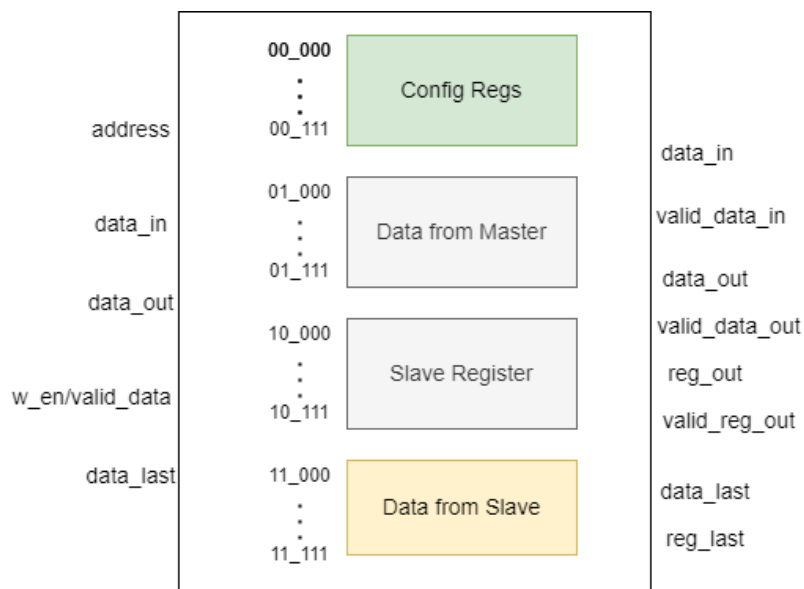 address
data_in
data_out
w_en/valid_data
data_last
00_000
00_111
Config Regs
01_000
01_111
Data from Master
10_000
10_111
Slave Register
11_000
11_111
Data from Slave
data_in
valid_data_in
data_out
valid_data_out
reg_out
valid_reg_out
data_last
reg_last